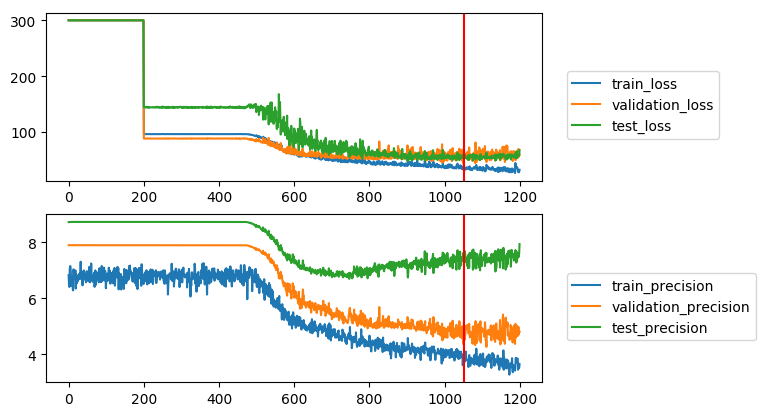 300
200
100
0 200 400 600 800 1000 1200
train_loss
validation_loss
test_loss
8
6
4
0 200 400 600 800 1000 1200
train_precision
validation_precision
test_precision